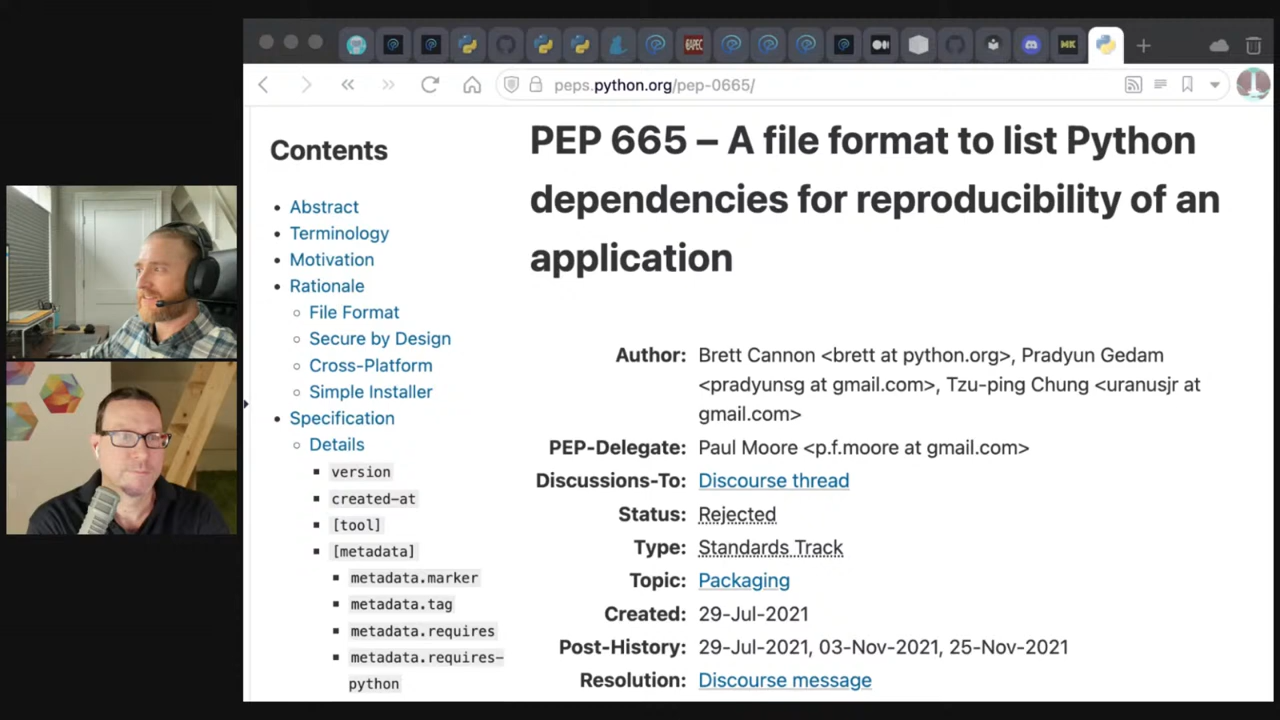 peps.python.org/pep-0665/
Contents
Abstract
Terminology
Motivation
Rationale
File Format
Secure by Design
Cross-Platform
Simple Installer
Specification
Details
version
created-at
[tool]
[metadata]
metadata.marker
metadata.tag
metadata.requires
metadata.requires-
python
PEP 665 – A file format to list Python
dependencies for reproducibility of an
application
Author: Brett Cannon <brett at python.org>, Pradyun Gedam
<pradyunsg at gmail.com>, Tzu-ping Chung <uranusjr at
gmail.com>
PEP-Delegate: Paul Moore <p.f.moore at gmail.com>
Discussions-To: Discourse thread
Status: Rejected
Type: Standards Track
Topic: Packaging
Created: 29-Jul-2021
Post-History: 29-Jul-2021, 03-Nov-2021, 25-Nov-2021
Resolution: Discourse message